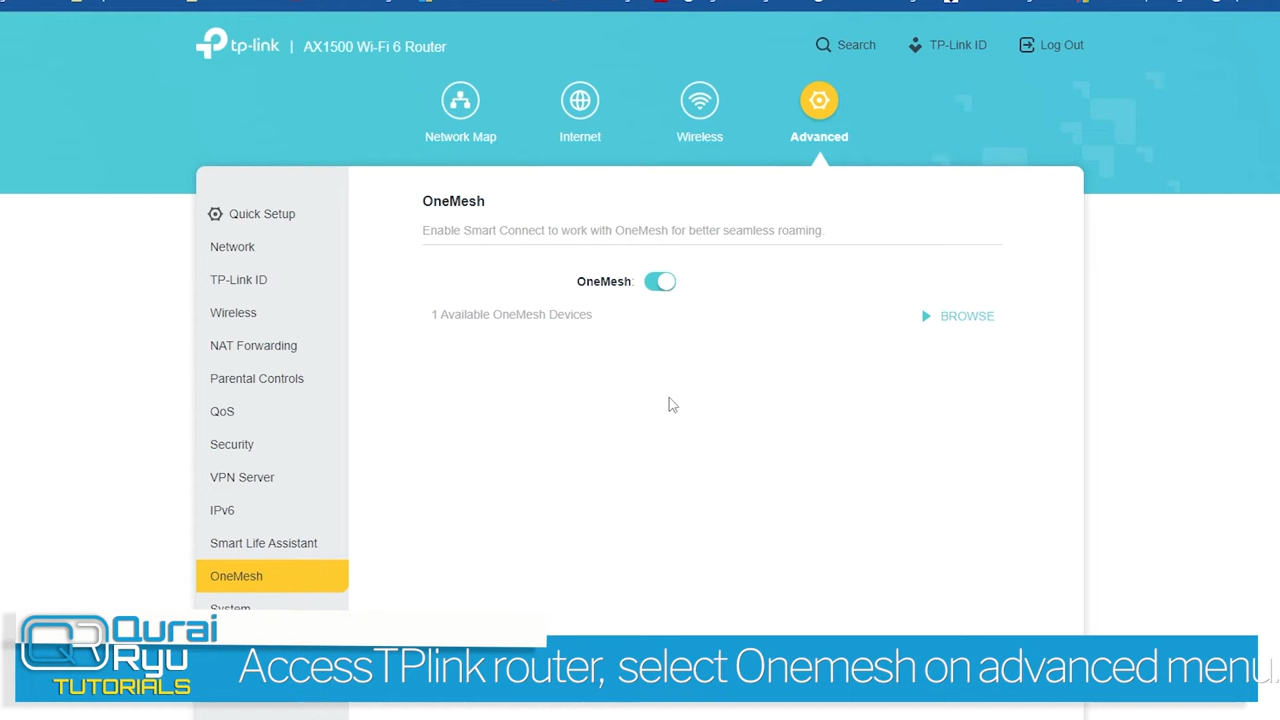 tp-link | AX1500 Wi-Fi 6 Router
Search
TP-Link ID
Log Out
Network Map
Internet
Wireless
Advanced
Quick Setup
Network
TP-Link ID
Wireless
NAT Forwarding
Parental Controls
QoS
Security
VPN Server
IPv6
Smart Life Assistant
OneMesh
System
OneMesh
Enable Smart Connect to work with OneMesh for better seamless roaming.
OneMesh:
1 Available OneMesh Devices
BROWSE
QR Qurai
Ryu
TUTORIALS
Access TPlink router, select Onemesh on advanced menu.